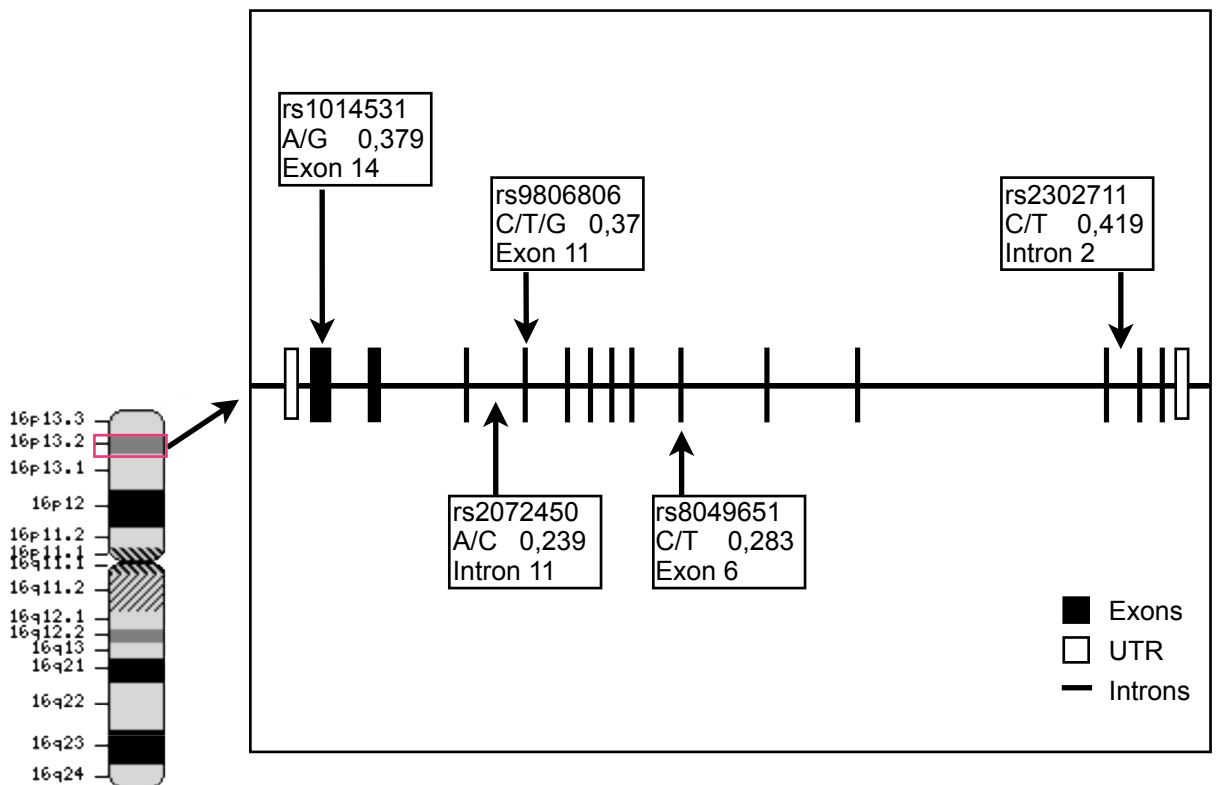 rs1014531
A/G 0,379
Exon 14
rs9806806
C/T/G 0,37
Exon 11
rs2302711
C/T 0,419
Intron 2
rs2072450
A/C 0,239
Intron 11
rs8049651
C/T 0,283
Exon 6
Exons
UTR
Introns
16p13.3
16p13.2
16p13.1
16p12
16p11.2
16p11.1
16q11.1
16q11.2
16q12.1
16q12.2
16q13
16q21
16q22
16q23
16q24